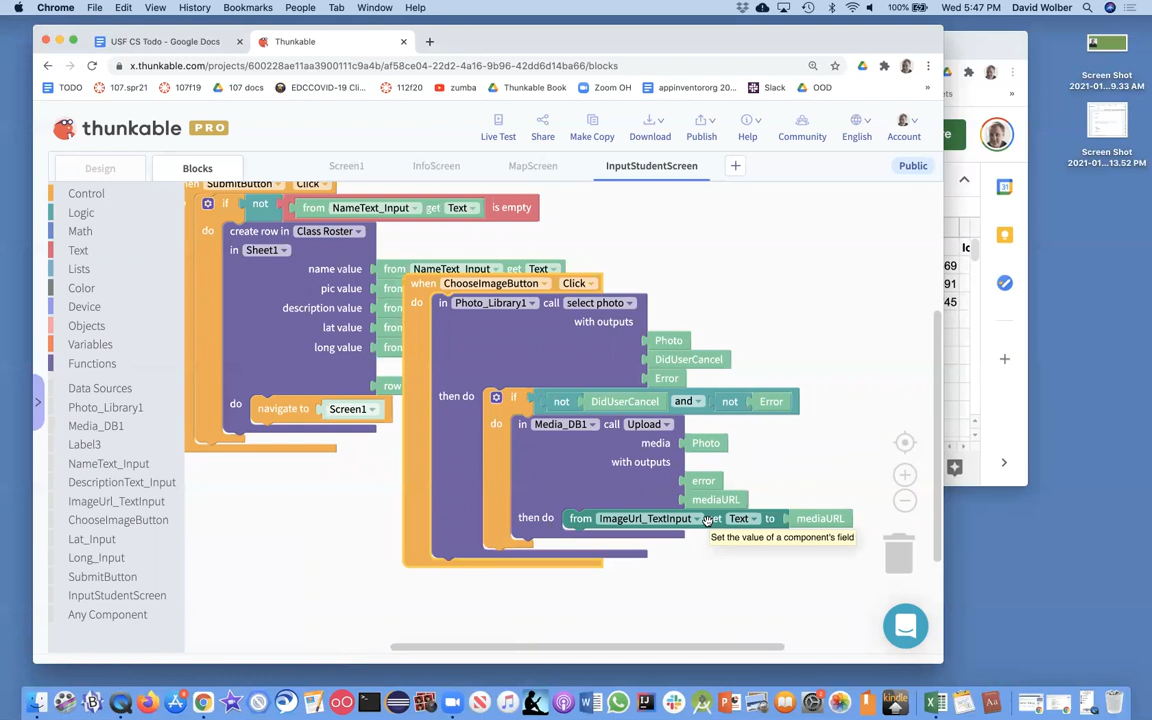 Chrome File Edit View History Bookmarks People Tab Window Help 100% Wed 5:47 PM David Wolber
USF CS Todo - Google Docs × Thunkable × +
x.thunkable.com/projects/600228ae11aa3900111c9a4b/af58ce04-22d2-4a16-9b96-42dd6d14ba66/blocks
TODO 107.spr21 107f19 107 docs EDCCOVID-19 Cli... 112f20 zumba Thunkable Book Zoom OH appinventororg 20... Slack OOD »
thunkable PRO
Live Test Share Make Copy Download Publish Help Community English Account
Design Blocks Screen1 InfoScreen MapScreen InputStudentScreen + Public
Control
Logic
Math
Text
Lists
Color
Device
Objects
Variables
Functions
Data Sources
Photo_Library1
Media_DB1
Label3
NameText_Input
DescriptionText_Input
ImageUrl_TextInput
ChooseImageButton
Lat_Input
Long_Input
SubmitButton
InputStudentScreen
Any Component
SubmitButton Click
if not from NameText_Input get Text is empty
do create row in Class Roster
in Sheet1
name value from NameText_Input get Text
pic value from
description value from
lat value from
long value from
row
do navigate to Screen1
when ChooseImageButton Click
do in Photo_Library1 call select photo
with outputs
Photo
DidUserCancel
Error
then do if not DidUserCancel and not Error
do in Media_DB1 call Upload
media Photo
with outputs
error
mediaURL
then do from ImageUrl_TextInput set Text to mediaURL
Set the value of a component's field
69
91
45
Screen Shot
2021-01...9.33 AM
Screen Shot
2021-01...13.52 PM
kindle